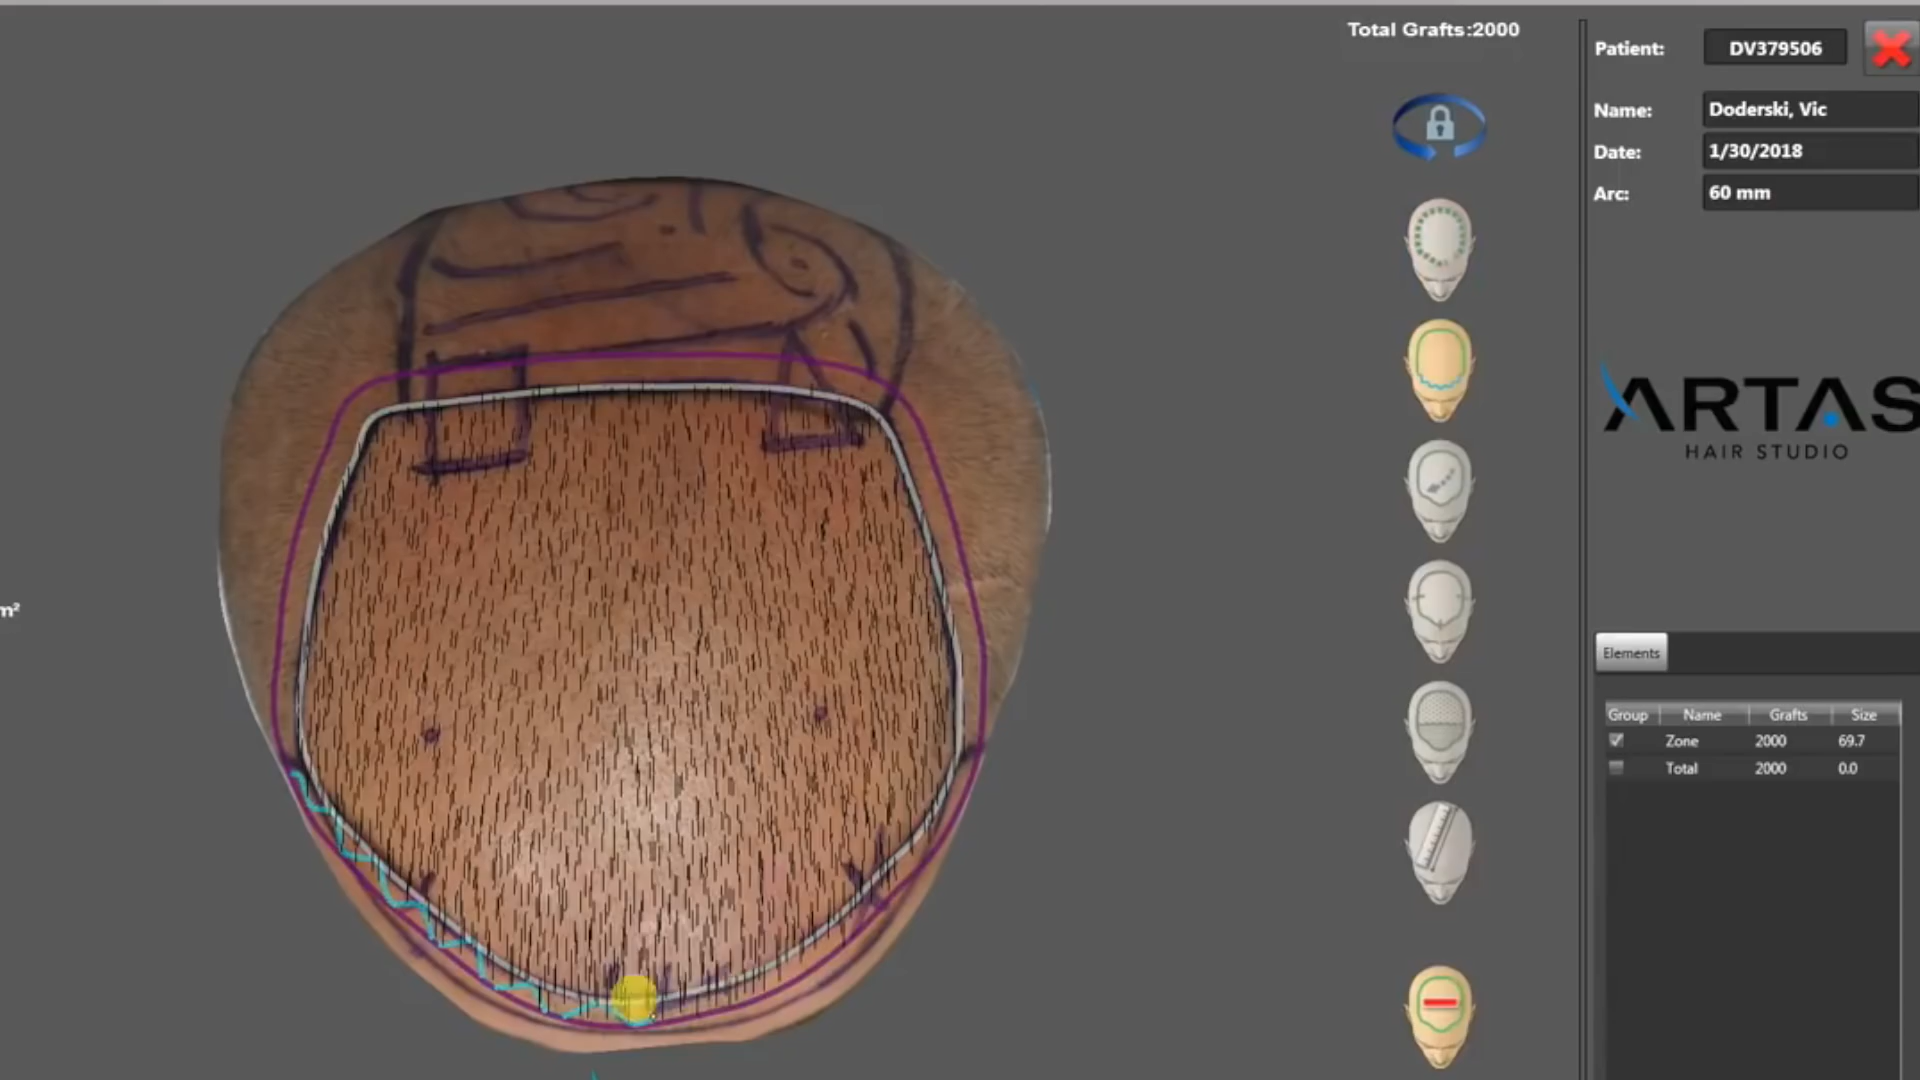 Total Grafts:2000
Patient: DV379506
Name: Doderski, Vic
Date: 1/30/2018
Arc: 60 mm
ARTAS
HAIR STUDIO
m²
Elements
Group Name Grafts Size
Zone 2000 69.7
Total 2000 0.0